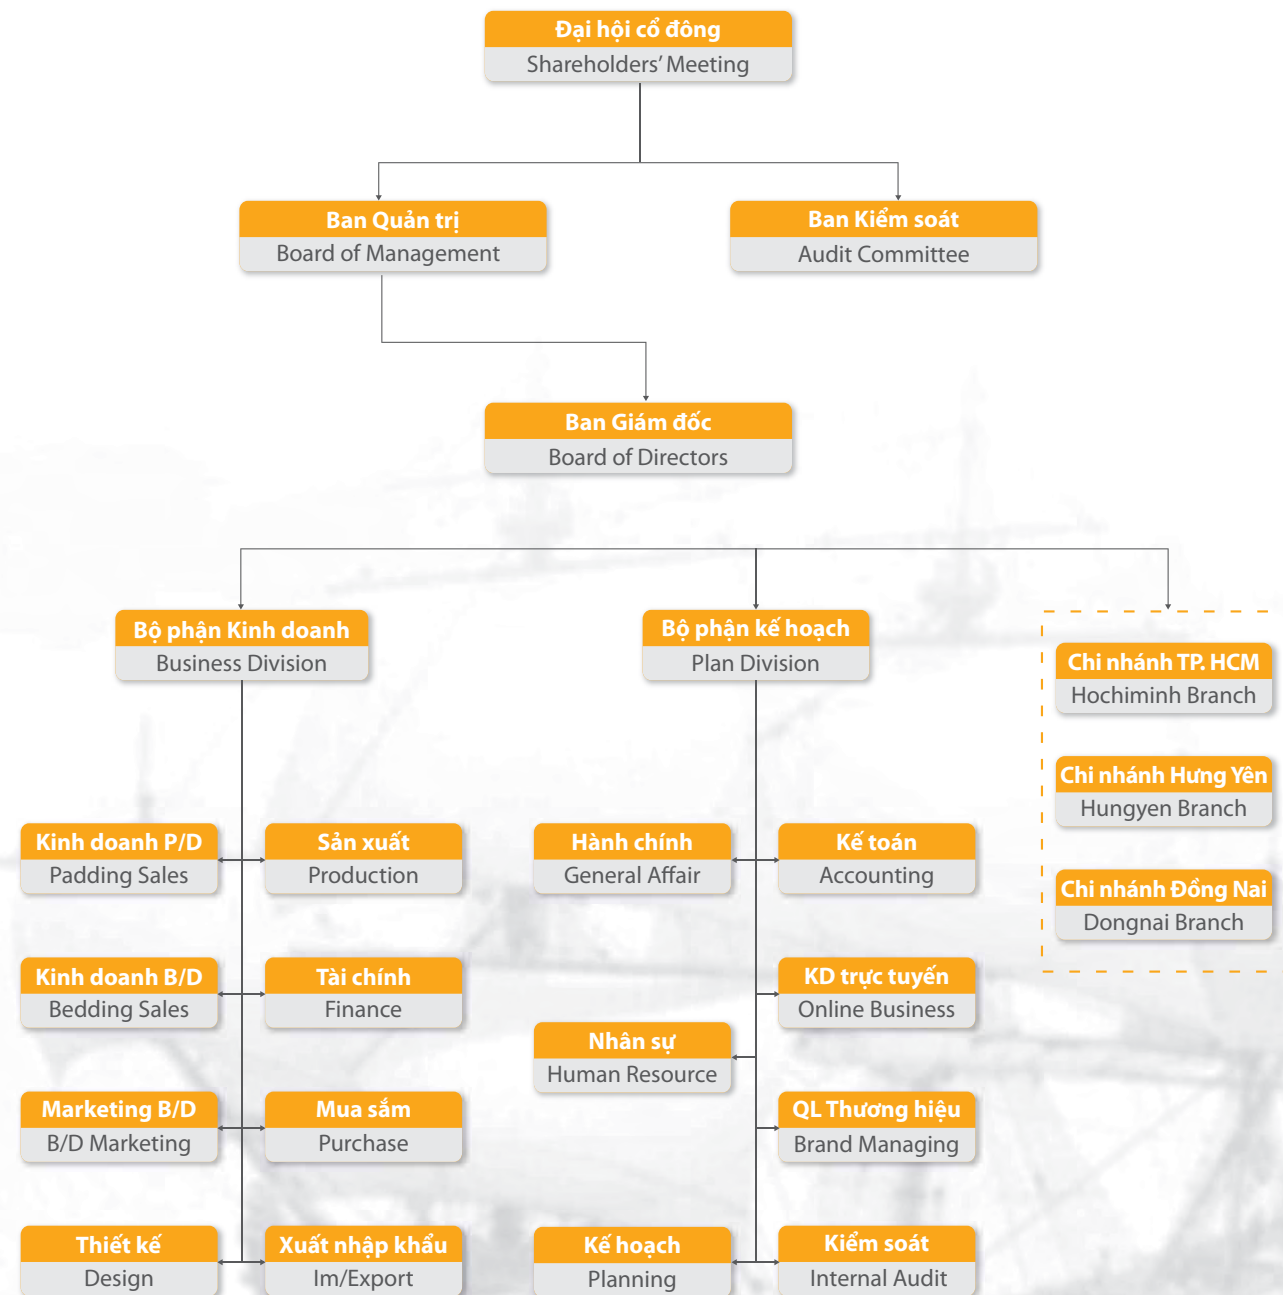 Đại hội cổ đông
Shareholders' Meeting
Ban Quản trị
Board of Management
Ban Kiểm soát
Audit Committee
Ban Giám đốc
Board of Directors
Bộ phận Kinh doanh
Business Division
Bộ phận kế hoạch
Plan Division
Chi nhánh TP. HCM
Hochiminh Branch
Chi nhánh Hưng Yên
Hungyen Branch
Chi nhánh Đồng Nai
Dongnai Branch
Kinh doanh P/D
Padding Sales
Sản xuất
Production
Kinh doanh B/D
Bedding Sales
Tài chính
Finance
Marketing B/D
B/D Marketing
Mua sắm
Purchase
Thiết kế
Design
Xuất nhập khẩu
Im/Export
Hành chính
General Affair
Kế toán
Accounting
KD trực tuyến
Online Business
Nhân sự
Human Resource
QL Thương hiệu
Brand Managing
Kế hoạch
Planning
Kiểm soát
Internal Audit